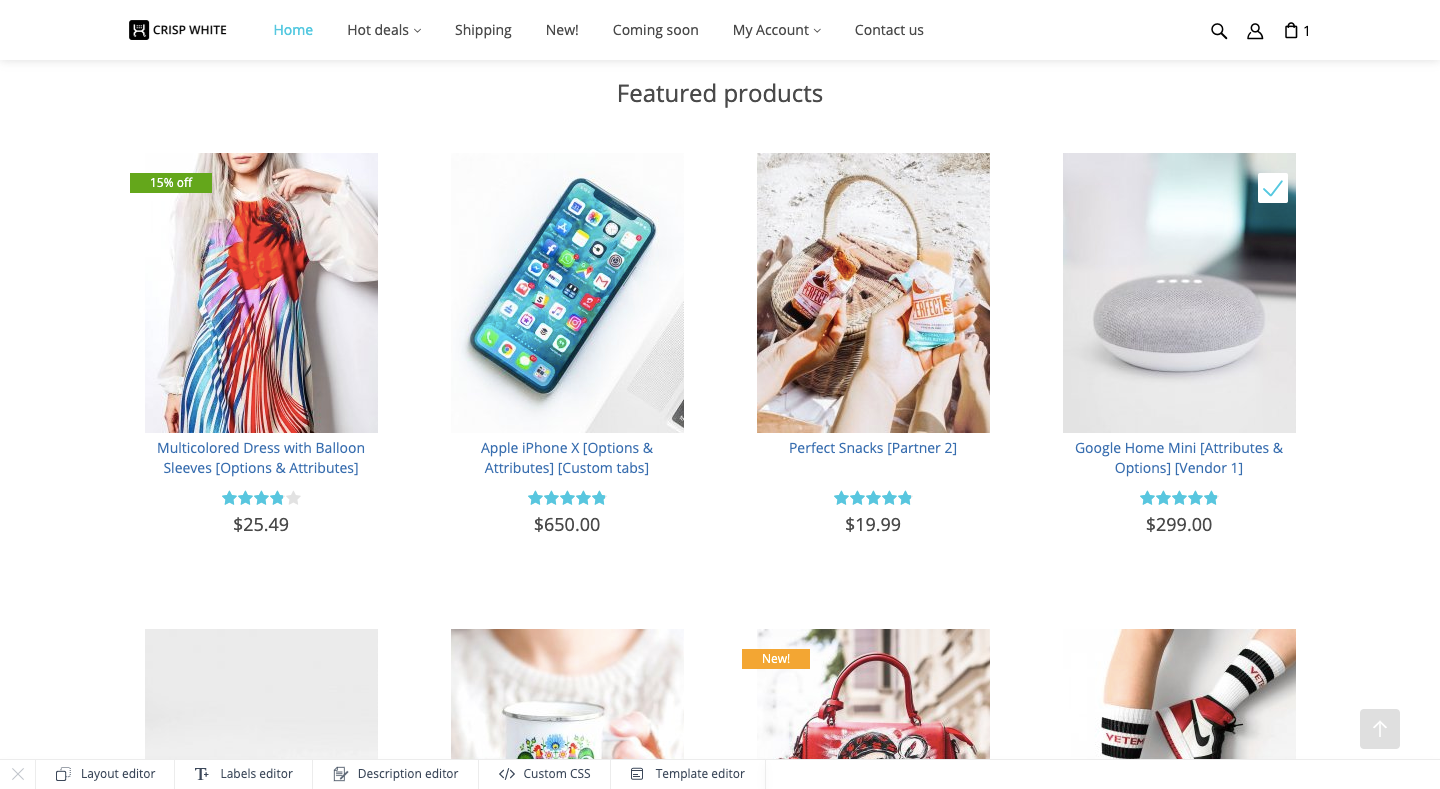 CRISP WHITE
Home
Hot deals
Shipping
New!
Coming soon
My Account
Contact us
1
Featured products
15% off
PERFECT
PERFECT
Multicolored Dress with Balloon
Sleeves [Options & Attributes]
$25.49
Apple iPhone X [Options &
Attributes] [Custom tabs]
$650.00
Perfect Snacks [Partner 2]
$19.99
Google Home Mini [Attributes &
Options] [Vendor 1]
$299.00
New!
VETEM
Layout editor
Labels editor
Description editor
Custom CSS
Template editor